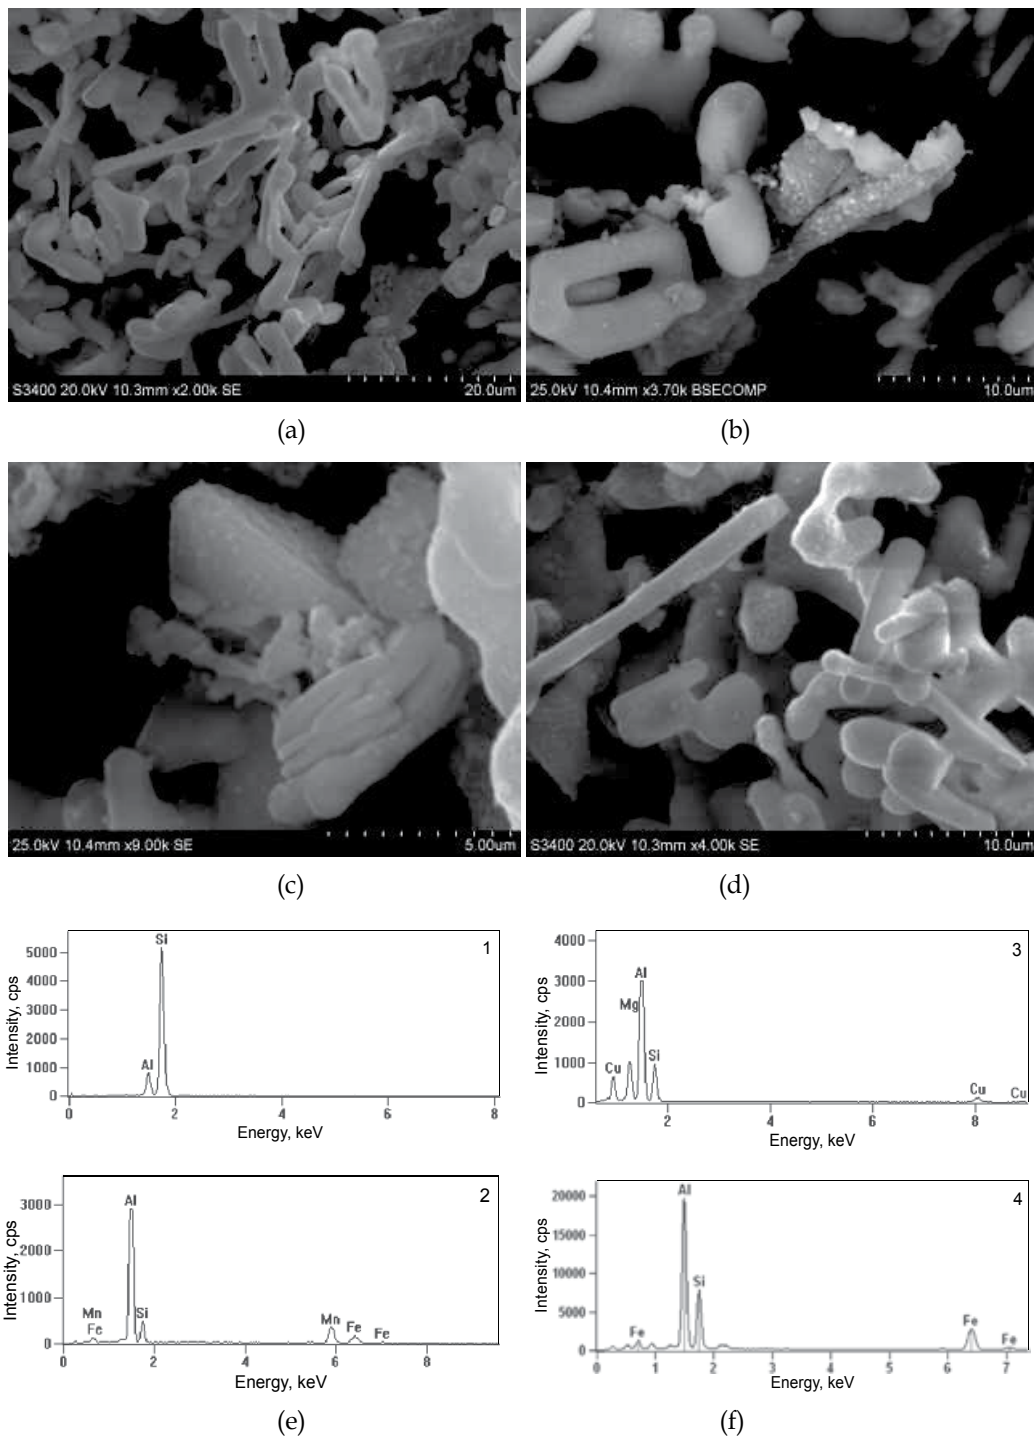 S3400 20.0kV 10.3mm x2.00k SE 20.0um
25.0kV 10.4mm x3.70k BSECOMP 10.0um
(a)
(b)
25.0kV 10.4mm x9.00k SE 5.00um
S3400 20.0kV 10.3mm x4.00k SE 10.0um
(c)
(d)
1
Si
Al
Intensity, cps
5000
4000
3000
2000
1000
0
0 2 4 6 8
Energy, keV
3
Al
Mg
Si
Cu
Cu
Cu
Intensity, cps
4000
3000
2000
1000
0
2 4 6 8
Energy, keV
2
Al
Mn
Fe
Si
Mn
Fe
Fe
Intensity, cps
3000
2000
1000
0
0 2 4 6 8
Energy, keV
4
Al
Si
Fe
Fe
Fe
Intensity, cps
20000
15000
10000
5000
0
0 1 2 3 4 5 6 7
Energy, keV
(e)
(f)